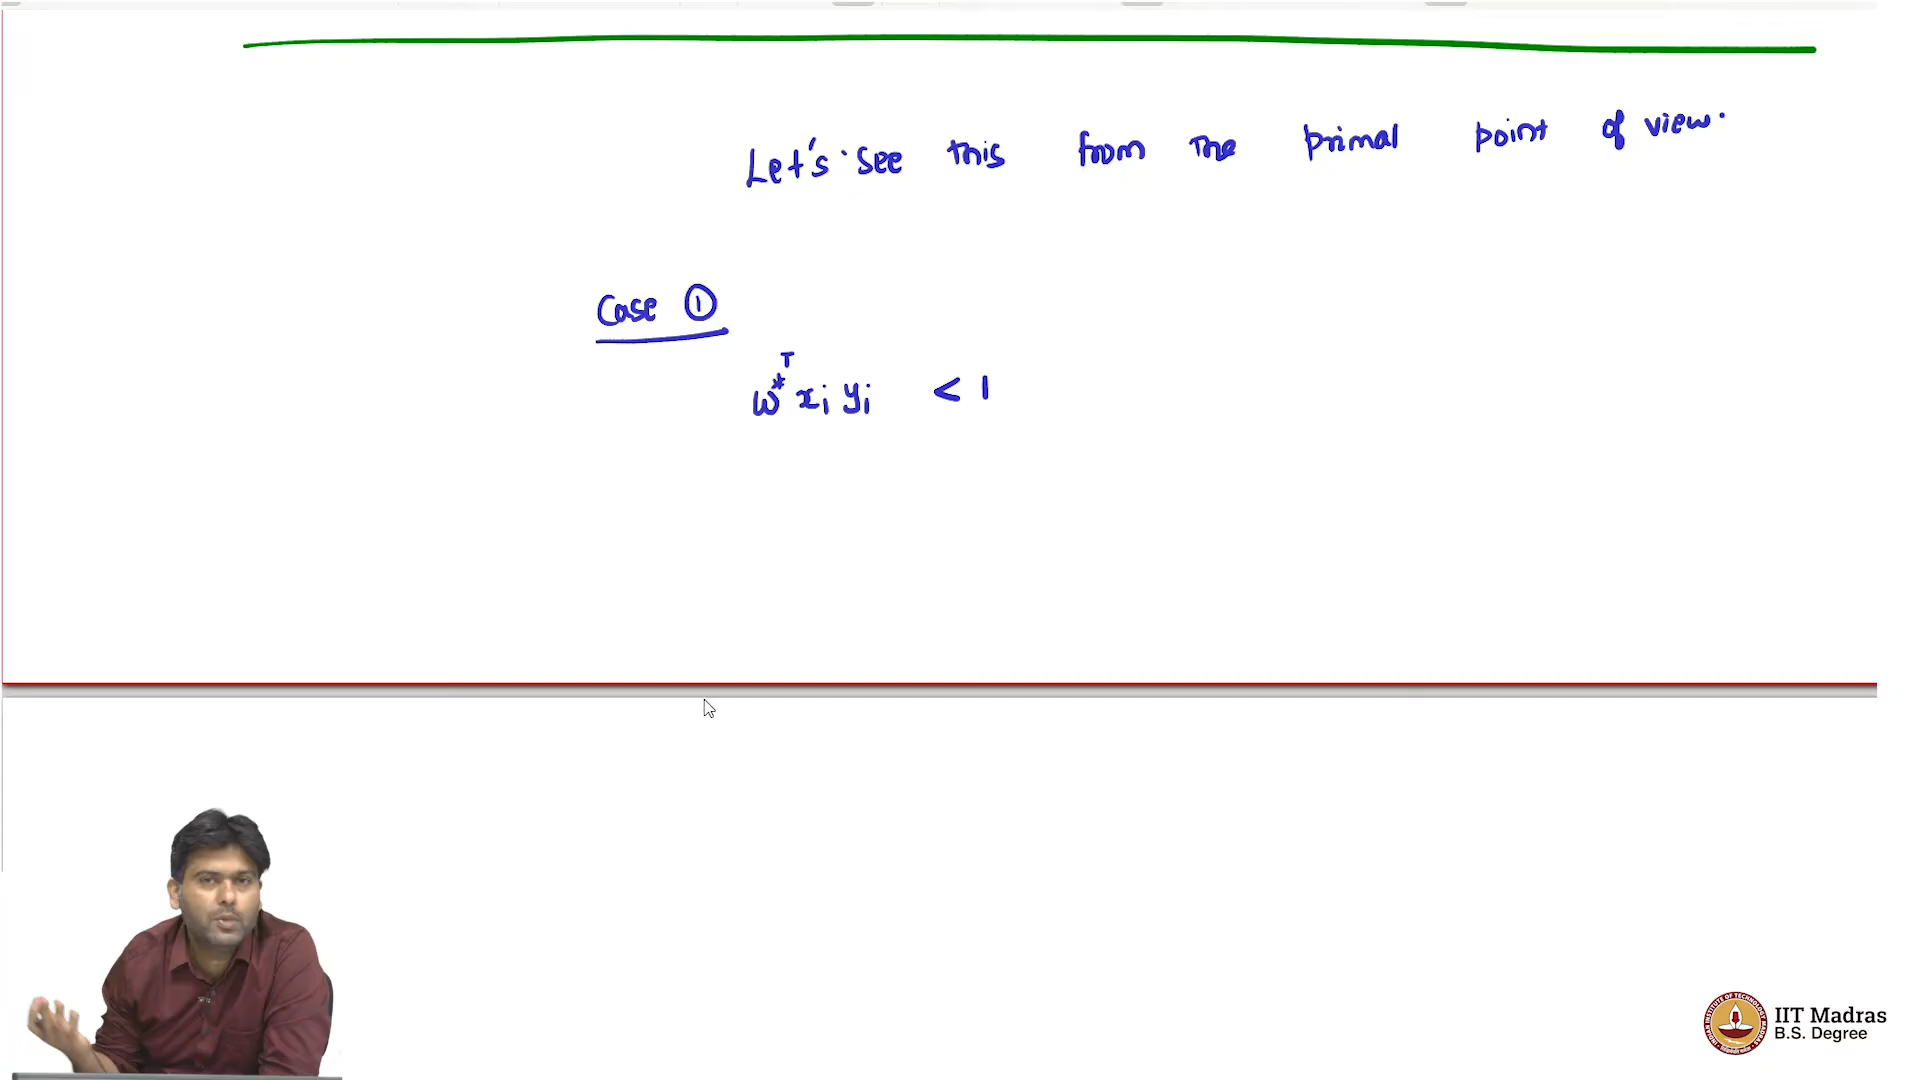 Let's see this from the primal point of view.
Case ①
w*ᵀxᵢyᵢ < 1
IIT Madras
B.S. Degree